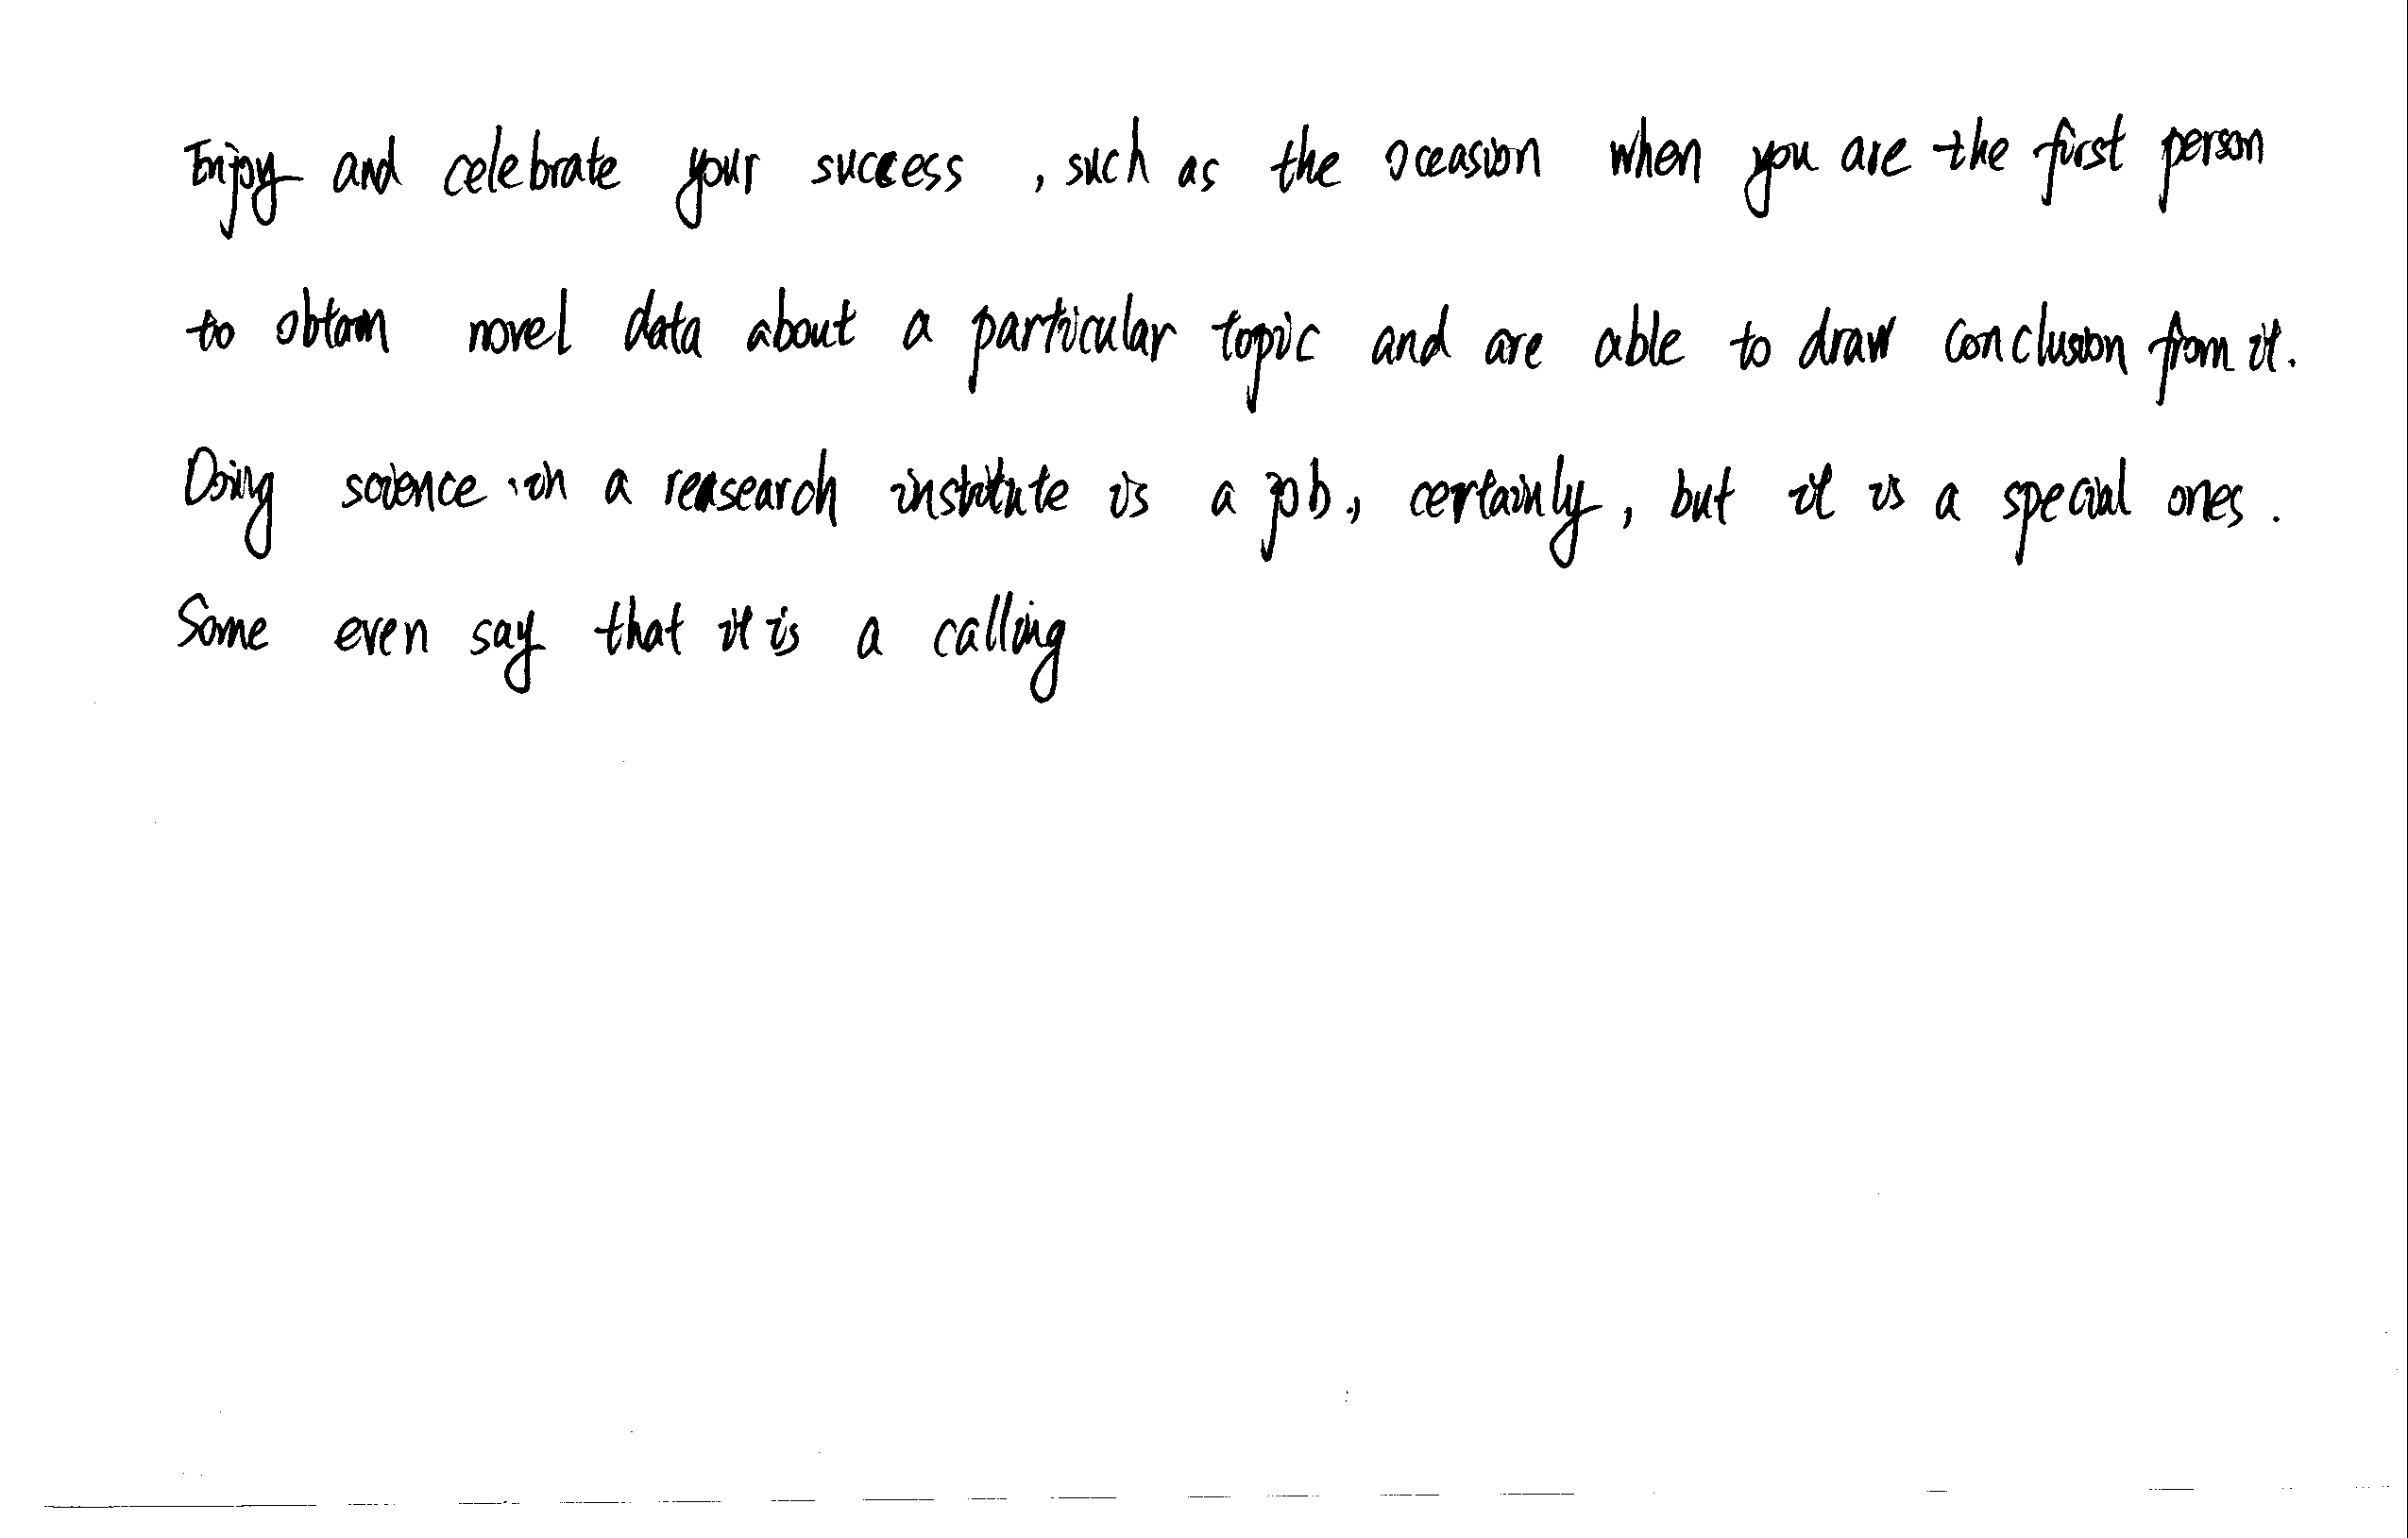 Enjoy and celebrate your success , such as the occasion when you are the first person
to obtain novel data about a particular topic and are able to draw conclusion from it.
Doing science in a reasearch institute is a job., certainly, but it is a special ones.
Some even say that it is a calling